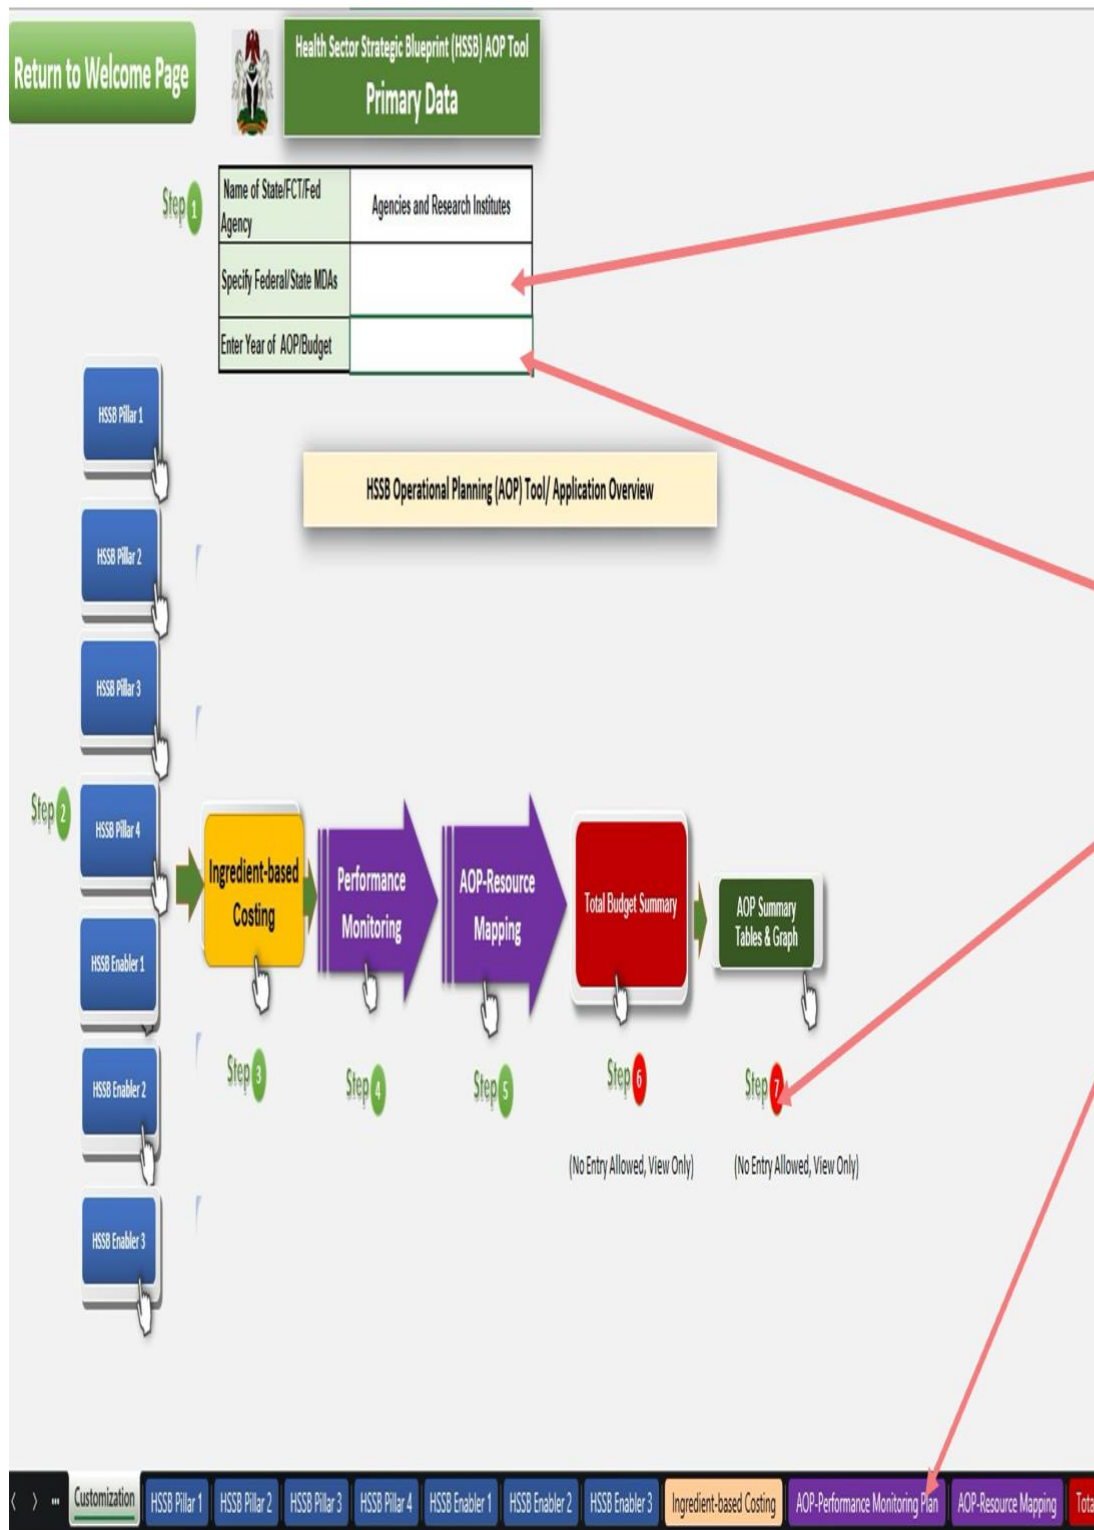 Return to Welcome Page
Health Sector Strategic Blueprint (HSSB) AOP Tool
Primary Data
Step 1
Name of State/FCT/Fed
Agency
Agencies and Research Institutes
Specify Federal/State MDAs
Enter Year of AOP/Budget
HSSB Operational Planning (AOP) Tool/ Application Overview
HSSB Pillar 1
HSSB Pillar 2
HSSB Pillar 3
Step 2
HSSB Pillar 4
HSSB Enabler 1
HSSB Enabler 2
HSSB Enabler 3
Ingredient-based
Costing
Performance
Monitoring
AOP-Resource
Mapping
Total Budget Summary
AOP Summary
Tables & Graph
Step 3
Step 4
Step 5
Step 6
Step 7
(No Entry Allowed, View Only)
(No Entry Allowed, View Only)
Customization
HSSB Pillar 1
HSSB Pillar 2
HSSB Pillar 3
HSSB Pillar 4
HSSB Enabler 1
HSSB Enabler 2
HSSB Enabler 3
Ingredient-based Costing
AOP-Performance Monitoring Plan
AOP-Resource Mapping
Tota